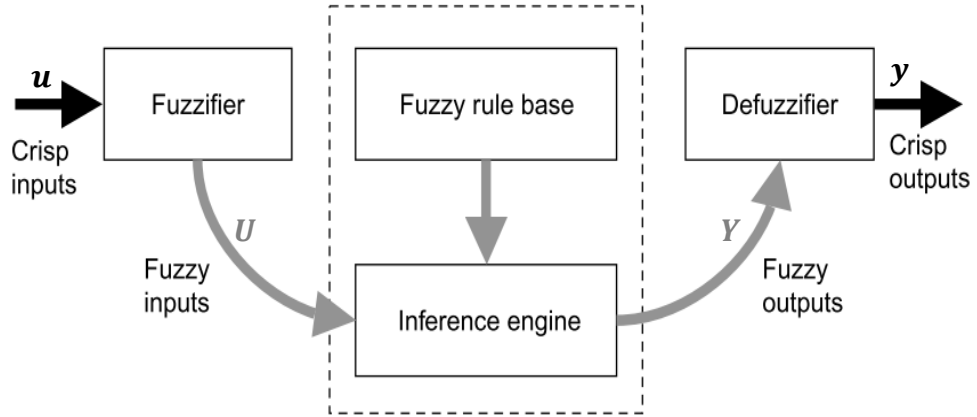 u
Crisp
inputs
Fuzzifier
U
Fuzzy
inputs
Fuzzy rule base
Inference engine
Y
Fuzzy
outputs
Defuzzifier
y
Crisp
outputs